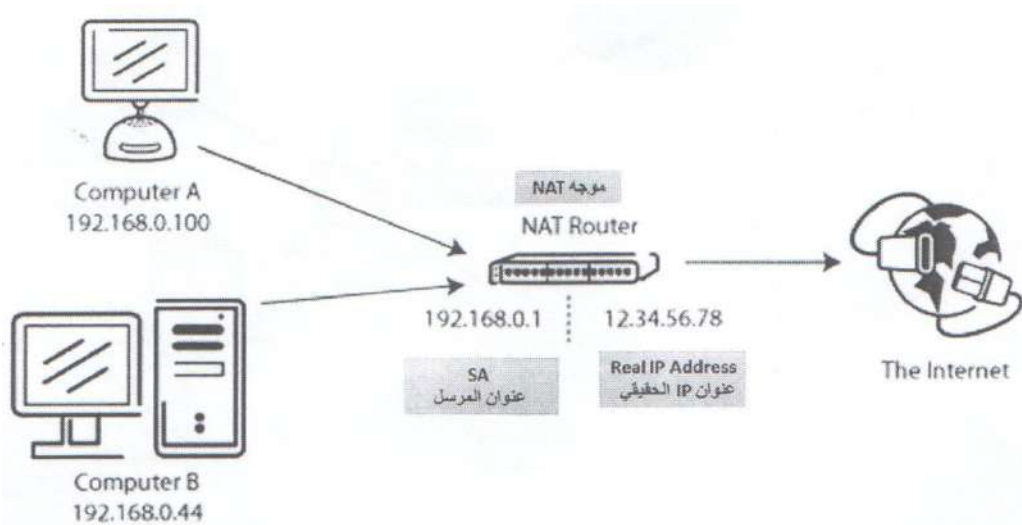 Computer A
192.168.0.100
موجه NAT
NAT Router
192.168.0.1
12.34.56.78
SA
عنوان المرسل
Real IP Address
عنوان IP الحقيقي
The Internet
Computer B
192.168.0.44